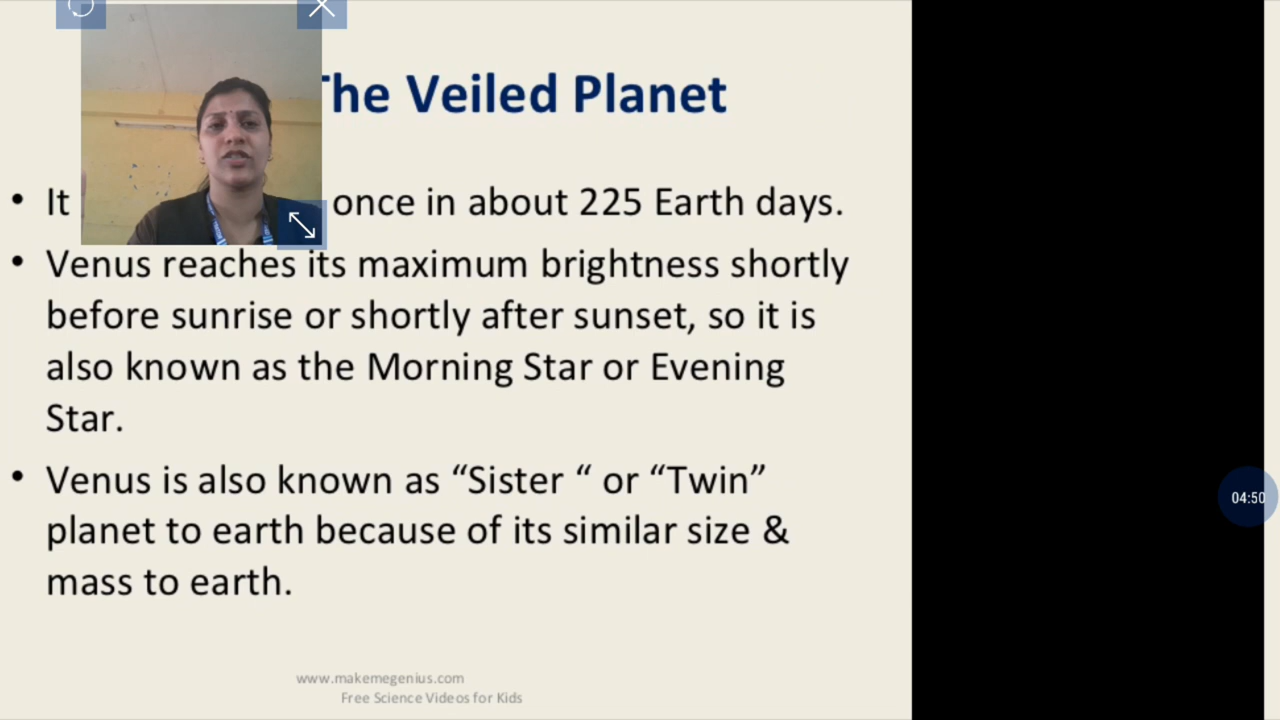 The Veiled Planet
• It once in about 225 Earth days.
• Venus reaches its maximum brightness shortly
before sunrise or shortly after sunset, so it is
also known as the Morning Star or Evening
Star.
• Venus is also known as “Sister “ or “Twin”
planet to earth because of its similar size &
mass to earth.
04:50
www.makemegenius.com
Free Science Videos for Kids